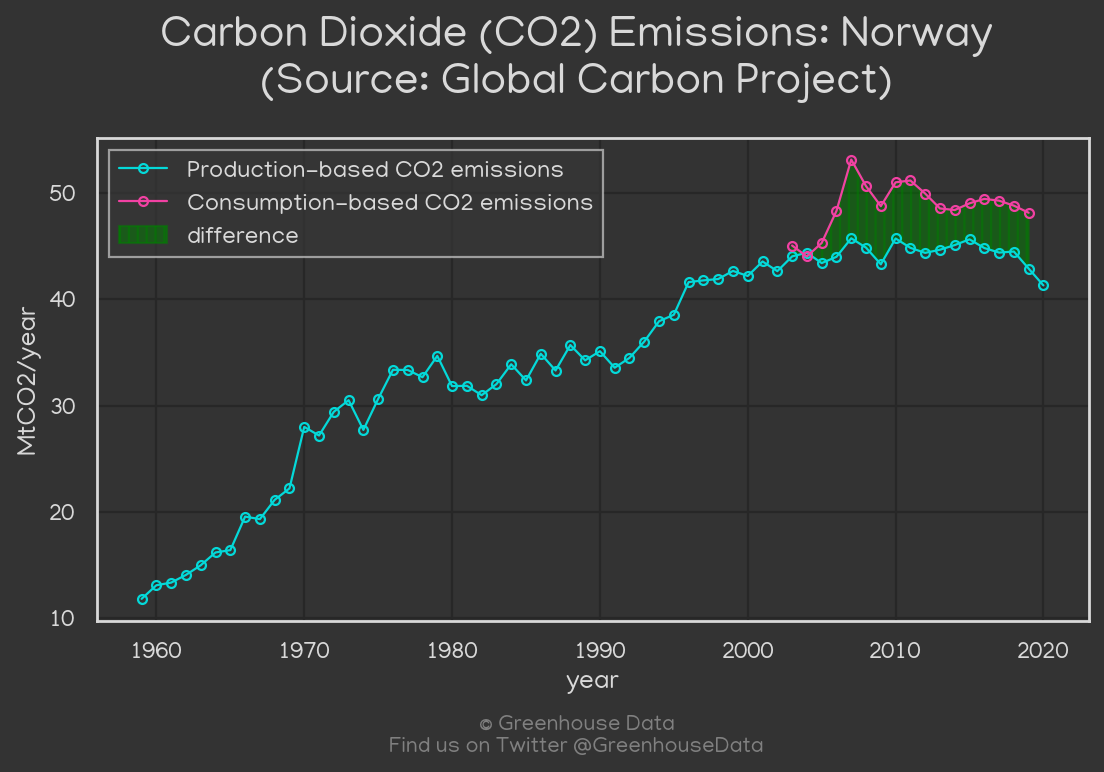 Carbon Dioxide (CO2) Emissions: Norway
(Source: Global Carbon Project)
Production-based CO2 emissions
Consumption-based CO2 emissions
difference
MtCO2/year
50
40
30
20
10
1960 1970 1980 1990 2000 2010 2020
year
© Greenhouse Data
Find us on Twitter @GreenhouseData